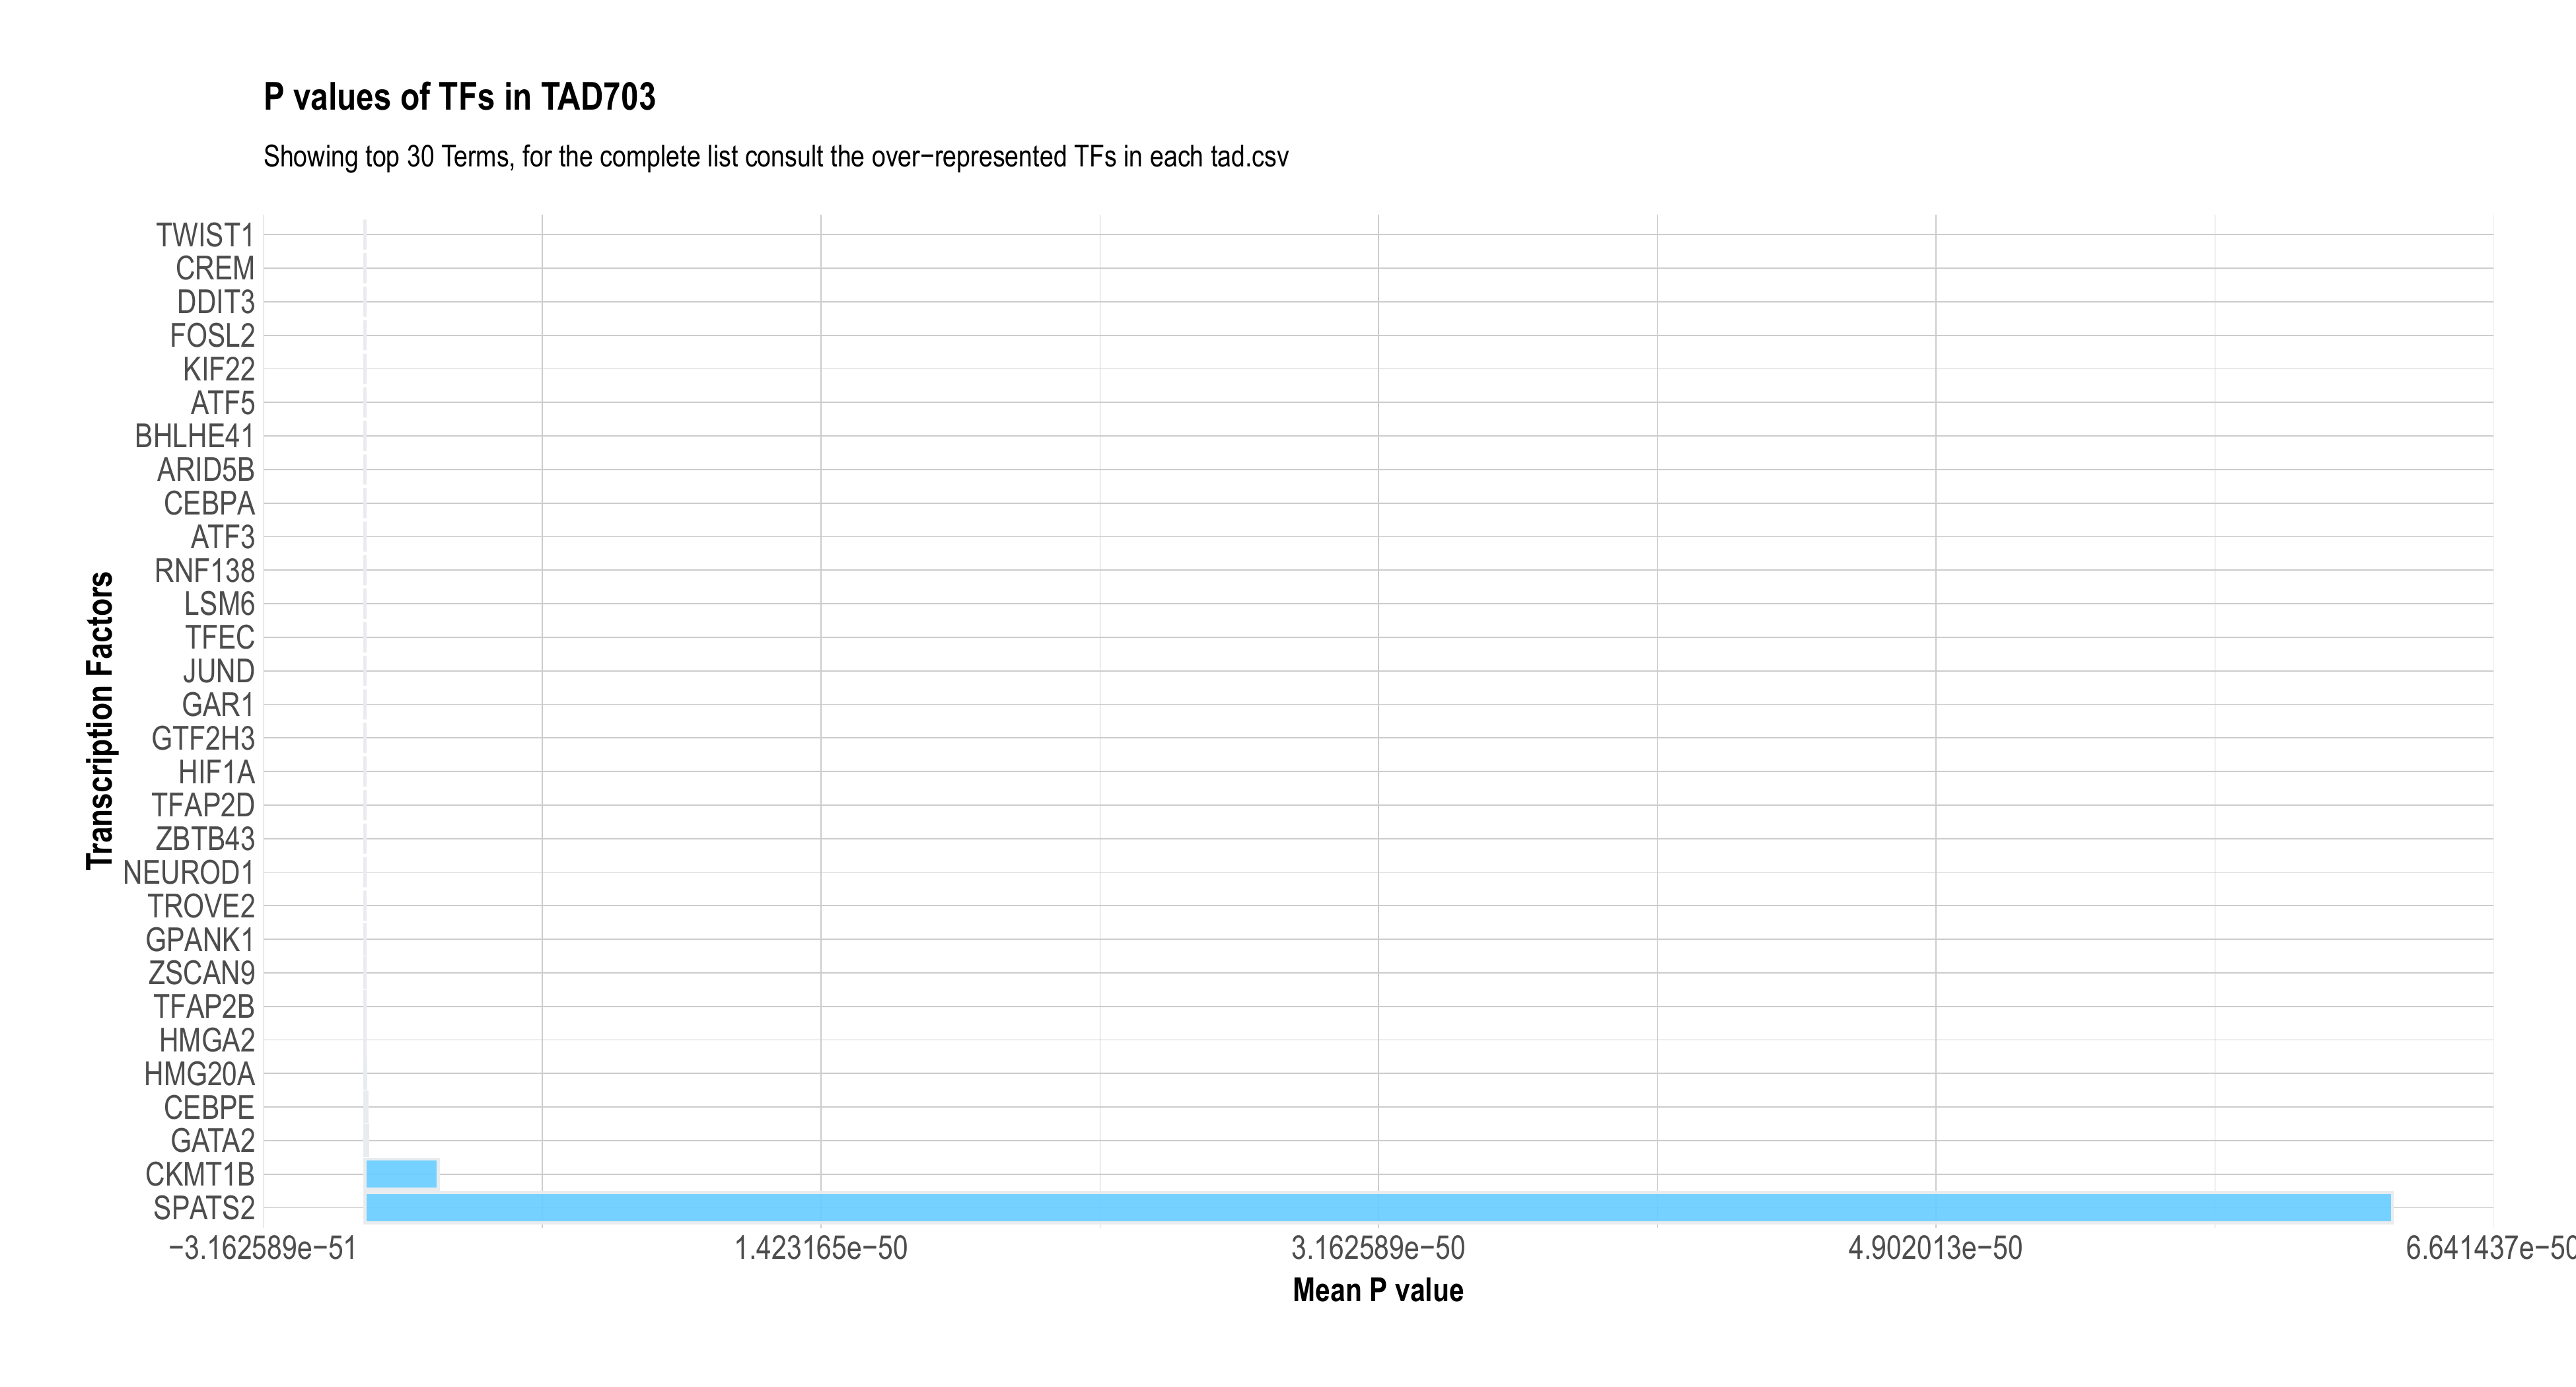 P values of TFs in TAD703
Showing top 30 Terms, for the complete list consult the over−represented TFs in each tad.csv
Transcription Factors
TWIST1
CREM
DDIT3
FOSL2
KIF22
ATF5
BHLHE41
ARID5B
CEBPA
ATF3
RNF138
LSM6
TFEC
JUND
GAR1
GTF2H3
HIF1A
TFAP2D
ZBTB43
NEUROD1
TROVE2
GPANK1
ZSCAN9
TFAP2B
HMGA2
HMG20A
CEBPE
GATA2
CKMT1B
SPATS2
−3.162589e−51 1.423165e−50 3.162589e−50 4.902013e−50 6.641437e−50
Mean P value